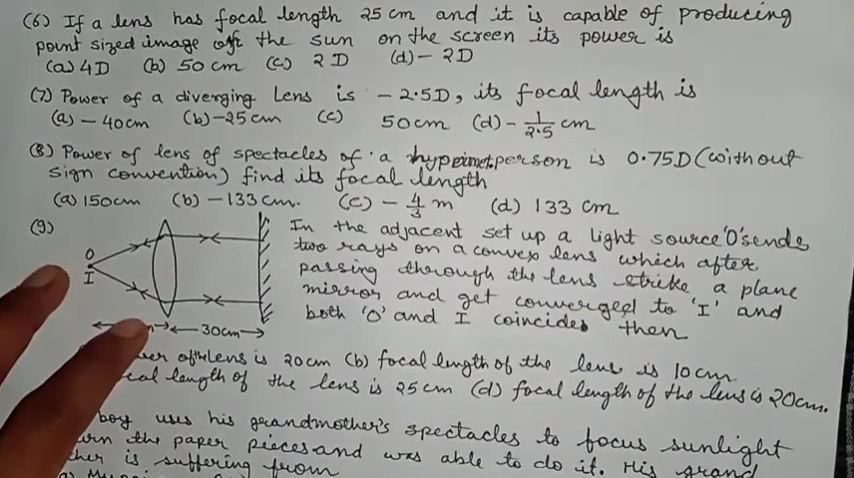 (6) If a lens has focal length 25 cm and it is capable of producing
point sized image of the sun on the screen its power is
(a) 4D (b) 50 cm (c) 2 D (d) - 2D
(7) Power of a diverging Lens is - 2.5D, its focal length is
(a) - 40cm (b) -25cm (c) 50cm (d) - 1/2.5 cm
(8) Power of lens of spectacles of a person is 0.75D (without
sign convention) find its focal length
(a) 150cm (b) - 133 cm. (c) - 4/3 m (d) 133 cm
(9) In the adjacent set up a light source 'O' sends
two rays on a convex lens which after
passing through the lens strike a plane
mirror and get converged to 'I' and
both 'O' and I coincides then
O
I
30cm
of the lens is 20cm (b) focal length of the lens is 10cm
length of the lens is 25cm (d) focal length of the lens is 20cm.
boy uses his grandmother's spectacles to focus sunlight
the paper pieces and was able to do it. His grand
is suffering from